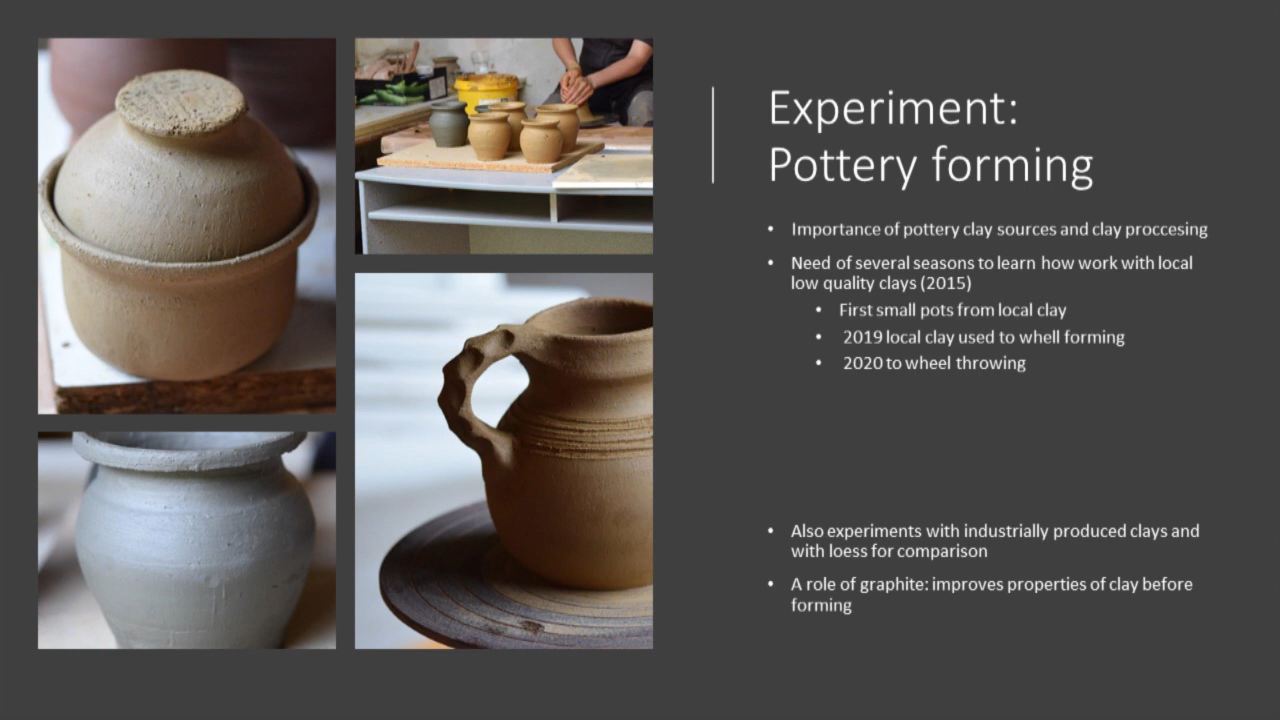 Experiment:
Pottery forming
• Importance of pottery clay sources and clay proccesing
• Need of several seasons to learn how work with local
low quality clays (2015)
• First small pots from local clay
• 2019 local clay used to whell forming
• 2020 to wheel throwing
• Also experiments with industrially produced clays and
with loess for comparison
• A role of graphite: improves properties of clay before
forming